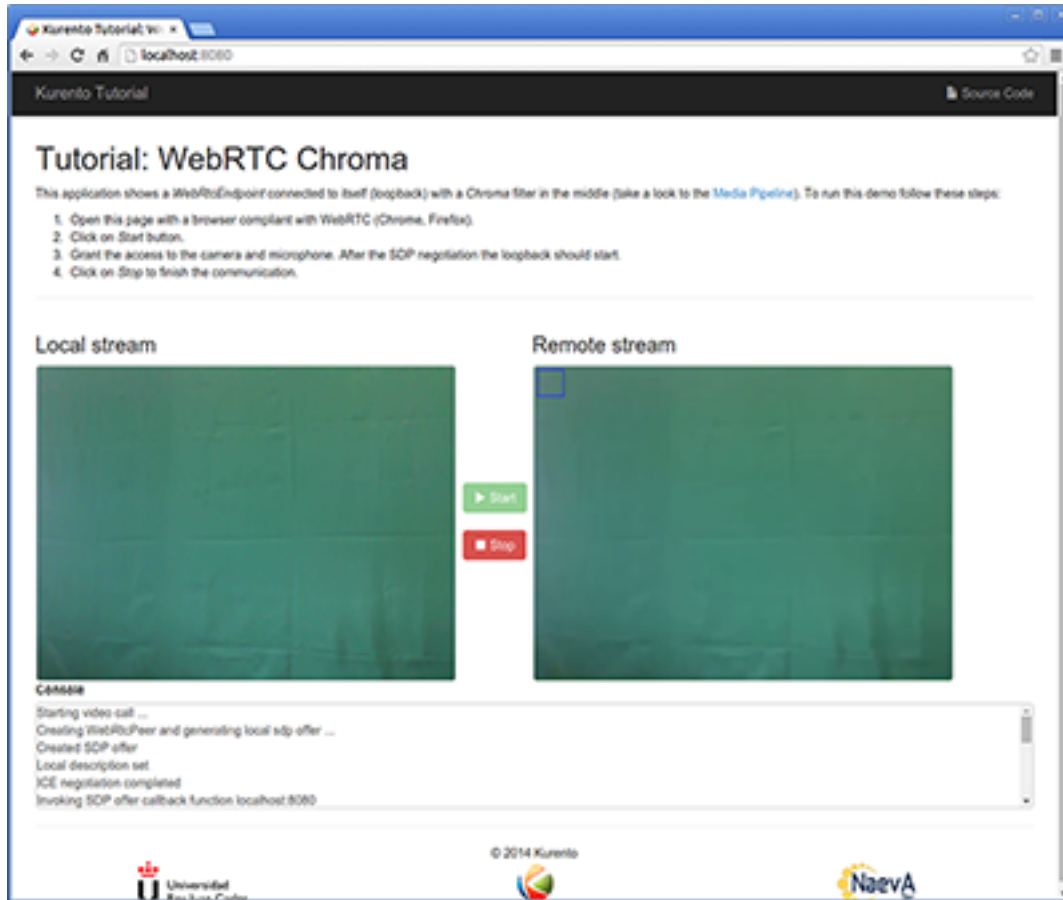 Kurento Tutorial: W
localhost:8080
Kurento Tutorial
Source Code
Tutorial: WebRTC Chroma
This application shows a WebRtcEndpoint connected to itself (loopback) with a Chroma filter in the middle (take a look to the Media Pipeline). To run this demo follow these steps:
1. Open this page with a browser compliant with WebRTC (Chrome, Firefox).
2. Click on Start button.
3. Grant the access to the camera and microphone. After the SDP negotiation the loopback should start.
4. Click on Stop to finish the communication.
Local stream
Remote stream
Start
Stop
Console
Starting video call ...
Creating WebRtcPeer and generating local sdp offer ...
Created SDP offer
Local description set
ICE negotiation completed
Invoking SDP offer callback function localhost:8080
© 2014 Kurento
Universidad
Rey Juan Carlos
NaevA